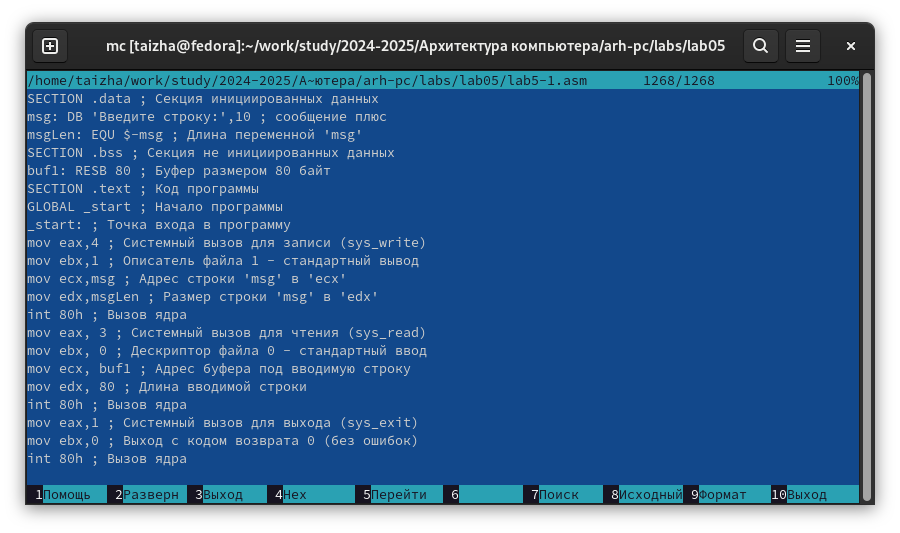 mc [taizha@fedora]:~/work/study/2024-2025/Архитектура компьютера/arh-pc/labs/lab05
/home/taizha/work/study/2024-2025/А~ютера/arh-pc/labs/lab05/lab5-1.asm 1268/1268 100%
SECTION .data ; Секция инициированных данных
msg: DB 'Введите строку:',10 ; сообщение плюс
msgLen: EQU $-msg ; Длина переменной 'msg'
SECTION .bss ; Секция не инициированных данных
buf1: RESB 80 ; Буфер размером 80 байт
SECTION .text ; Код программы
GLOBAL _start ; Начало программы
_start: ; Точка входа в программу
mov eax,4 ; Системный вызов для записи (sys_write)
mov ebx,1 ; Описатель файла 1 - стандартный вывод
mov ecx,msg ; Адрес строки 'msg' в 'ecx'
mov edx,msgLen ; Размер строки 'msg' в 'edx'
int 80h ; Вызов ядра
mov eax, 3 ; Системный вызов для чтения (sys_read)
mov ebx, 0 ; Дескриптор файла 0 - стандартный ввод
mov ecx, buf1 ; Адрес буфера под вводимую строку
mov edx, 80 ; Длина вводимой строки
int 80h ; Вызов ядра
mov eax,1 ; Системный вызов для выхода (sys_exit)
mov ebx,0 ; Выход с кодом возврата 0 (без ошибок)
int 80h ; Вызов ядра
1Помощь 2Разверн 3Выход 4Hex 5Перейти 6 7Поиск 8Исходный 9Формат 10Выход